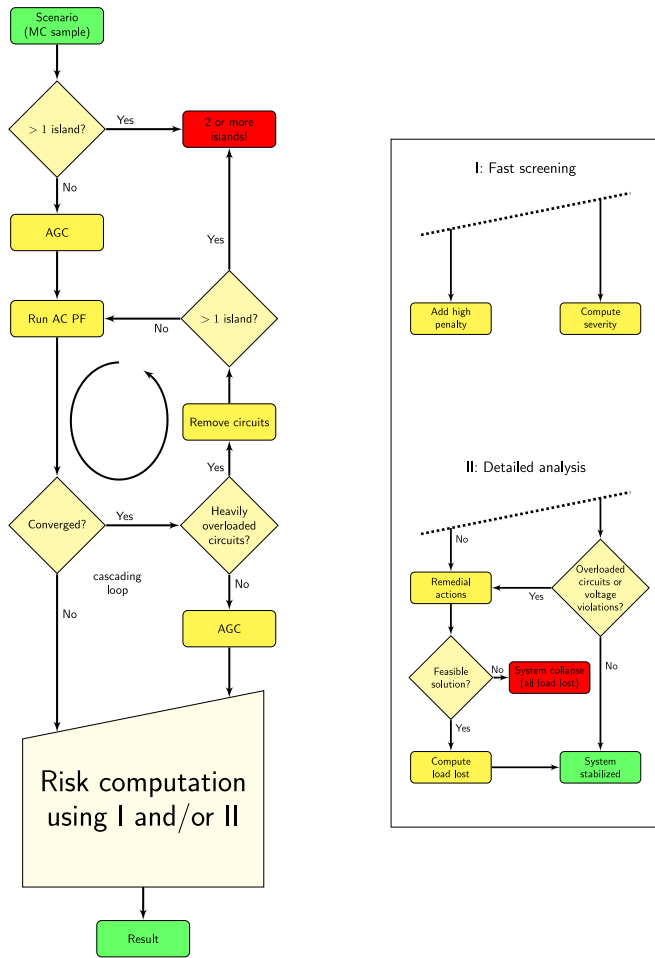 Scenario
(MC sample)
> 1 island?
Yes
2 or more
islands!
No
AGC
Yes
Run AC PF
No
> 1 island?
Remove circuits
Yes
Converged?
Yes
Heavily
overloaded
circuits?
cascading
loop
No
No
AGC
Risk computation
using I and/or II
Result
I: Fast screening
Add high
penalty
Compute
severity
II: Detailed analysis
No
Remedial
actions
Yes
Overloaded
circuits or
voltage
violations?
Feasible
solution?
No
System collapse
(all load lost)
No
Yes
Compute
load lost
System
stabilized